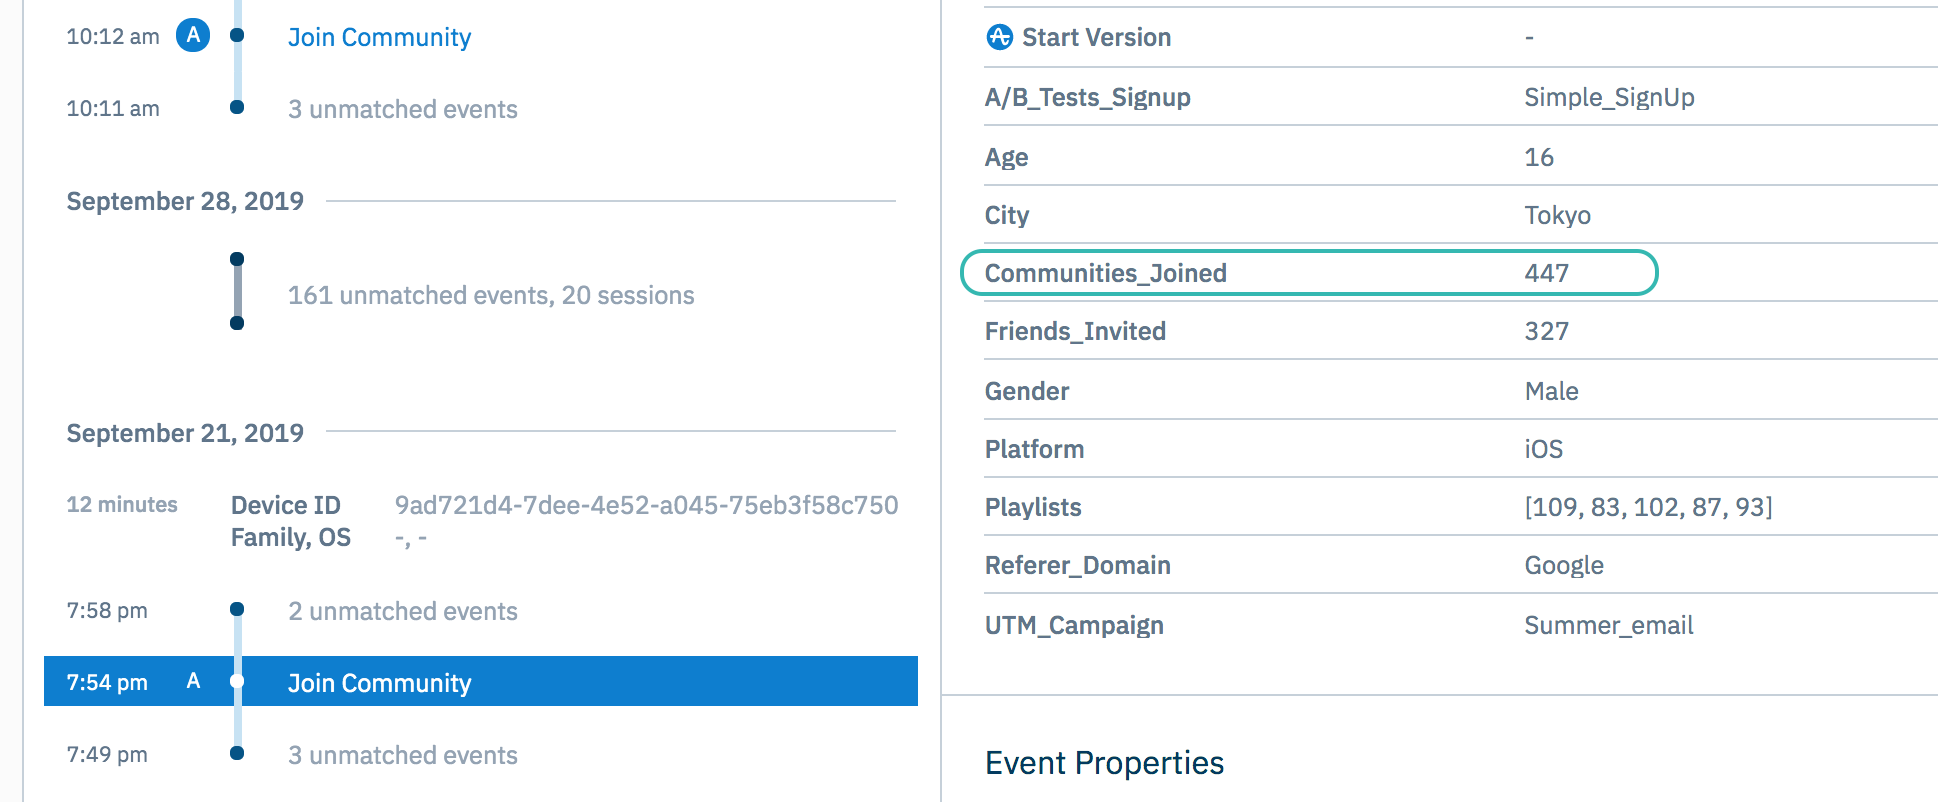 10:12 am A Join Community
10:11 am 3 unmatched events
September 28, 2019
161 unmatched events, 20 sessions
September 21, 2019
12 minutes Device ID 9ad721d4-7dee-4e52-a045-75eb3f58c750
Family, OS -, -
7:58 pm 2 unmatched events
7:54 pm A Join Community
7:49 pm 3 unmatched events
Start Version -
A/B_Tests_Signup Simple_SignUp
Age 16
City Tokyo
Communities_Joined 447
Friends_Invited 327
Gender Male
Platform iOS
Playlists [109, 83, 102, 87, 93]
Referer_Domain Google
UTM_Campaign Summer_email
Event Properties